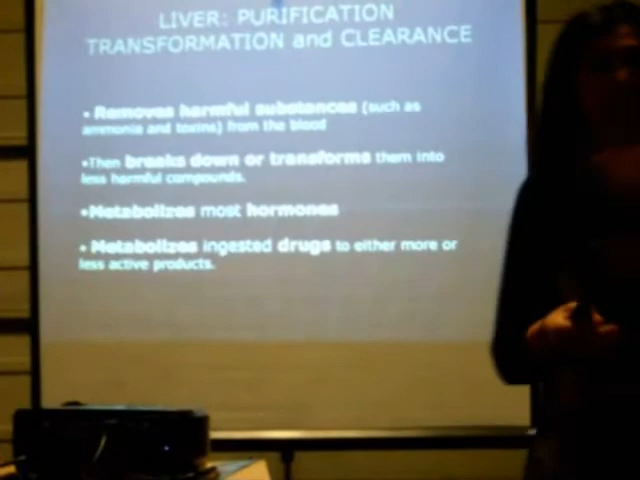 LIVER: PURIFICATION
TRANSFORMATION and CLEARANCE
• Removes harmful substances (such as
ammonia and toxins) from the blood
•Then breaks down or transforms them into
less harmful compounds.
•Metabolizes most hormones
• Metabolizes ingested drugs to either more or
less active products.